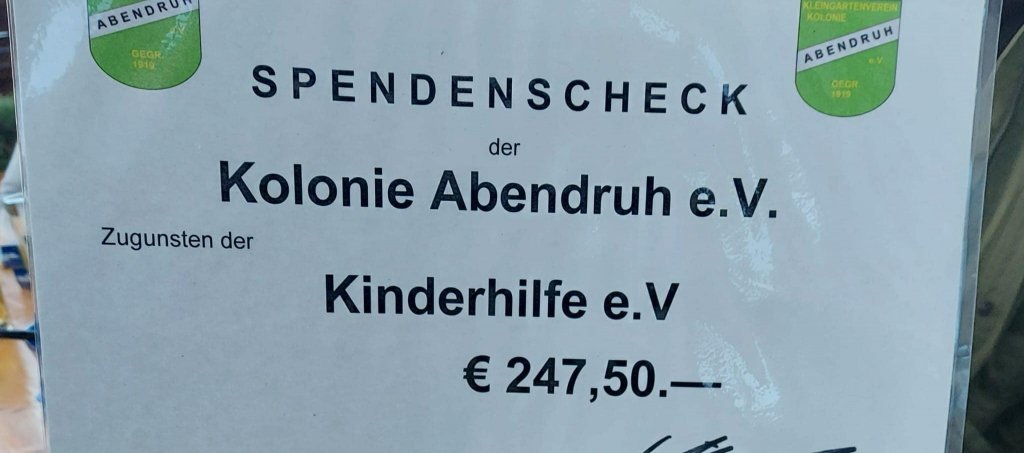 ABENDRUH
GEGR.
1919
KLEINGARTENVEREIN
KOLONIE
ABENDRUH
e.V.
GEGR.
1919
SPENDENSCHECK
der
Kolonie Abendruh e.V.
Zugunsten der
Kinderhilfe e.V
€ 247,50.—